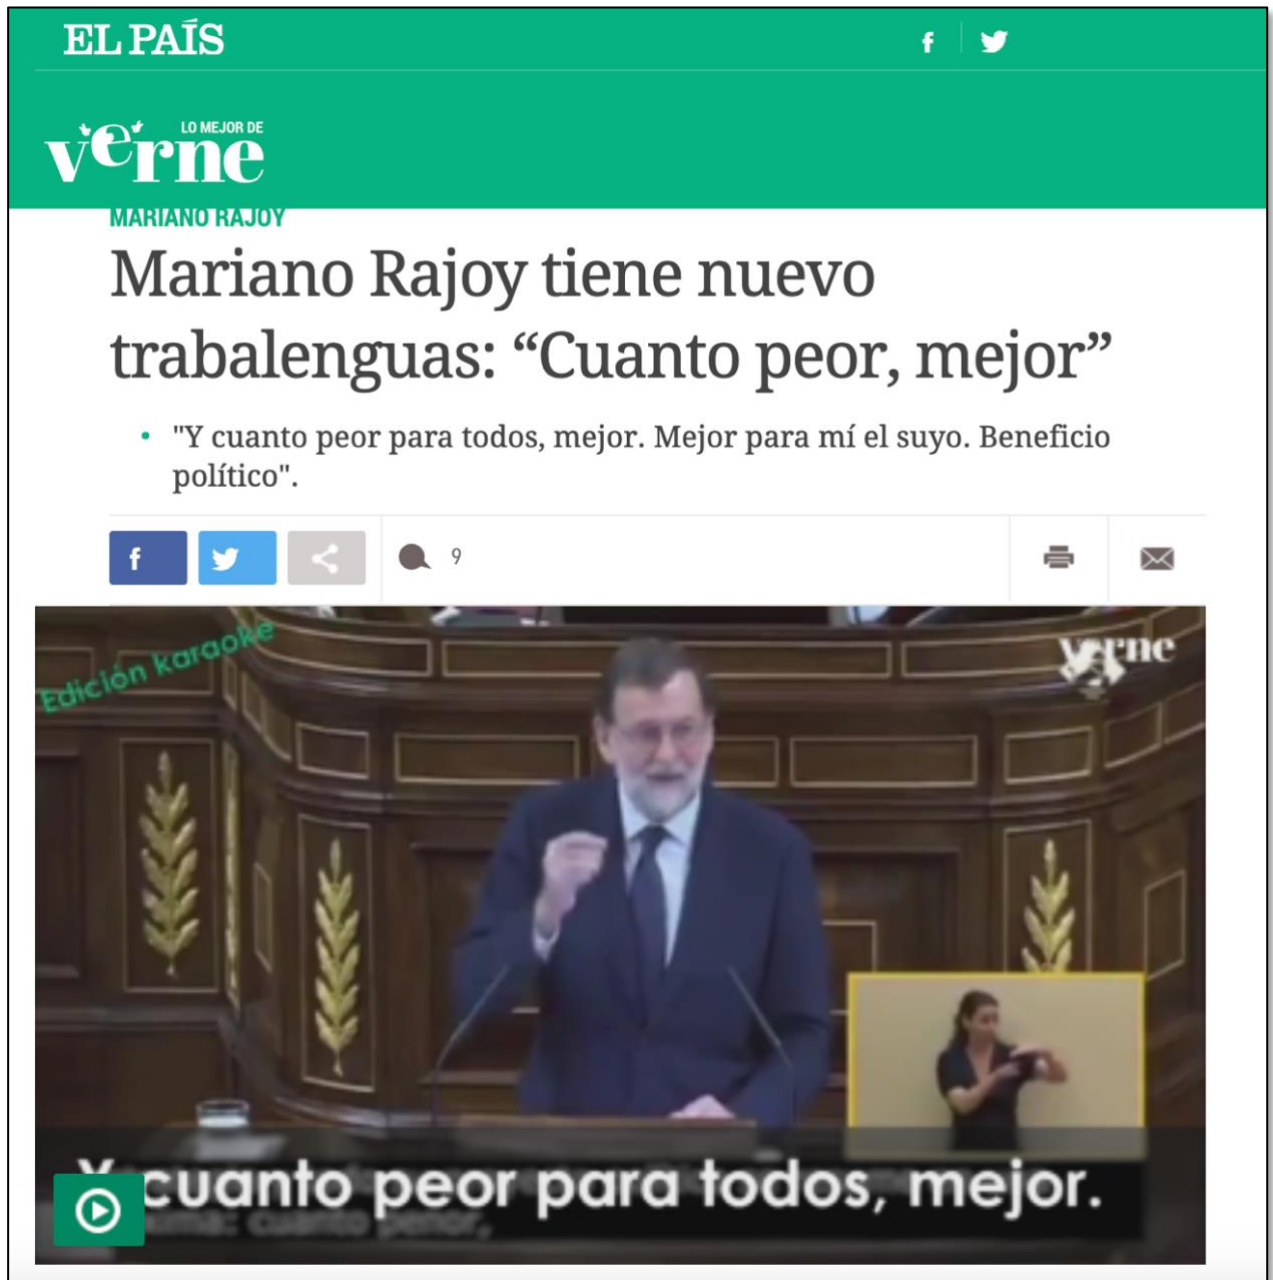 EL PAÍS
LO MEJOR DE
verne
MARIANO RAJOY
Mariano Rajoy tiene nuevo
trabalenguas: “Cuanto peor, mejor”
"Y cuanto peor para todos, mejor. Mejor para mí el suyo. Beneficio
político".
9
Edición karaoke
verne
Y cuanto peor para todos, mejor.